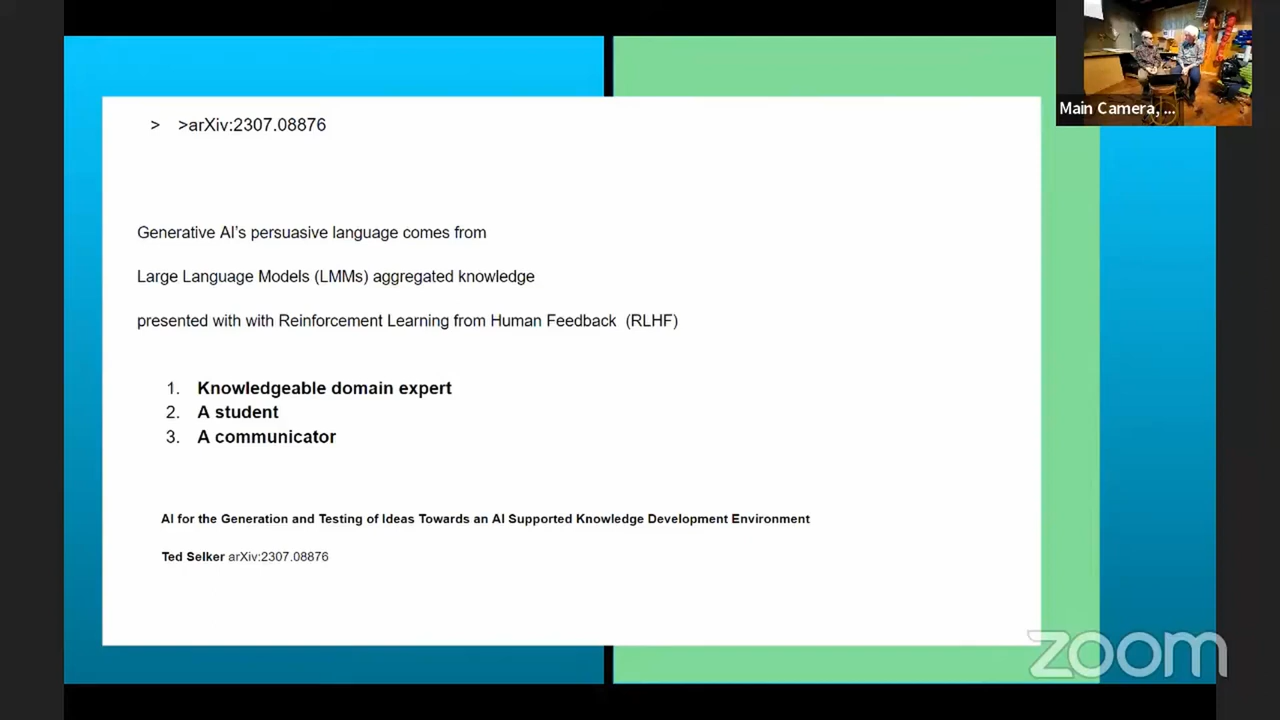 > >arXiv:2307.08876
Generative AI's persuasive language comes from
Large Language Models (LMMs) aggregated knowledge
presented with with Reinforcement Learning from Human Feedback (RLHF)
1. Knowledgeable domain expert
2. A student
3. A communicator
AI for the Generation and Testing of Ideas Towards an AI Supported Knowledge Development Environment
Ted Selker arXiv:2307.08876
Main Camera, ...
zoom